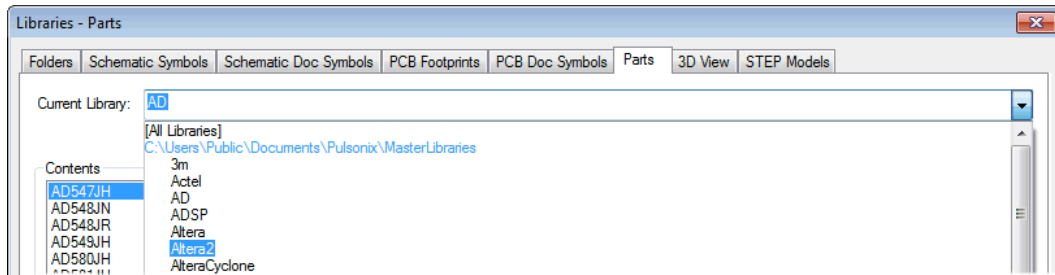 Libraries - Parts
Folders Schematic Symbols Schematic Doc Symbols PCB Footprints PCB Doc Symbols Parts 3D View STEP Models
Current Library: AD
[All Libraries]
C:\Users\Public\Documents\Pulsonix\MasterLibraries
3m
Actel
AD
ADSP
Altera
Altera2
AlteraCyclone
Contents
AD547JH
AD548JN
AD548JR
AD549JH
AD580JH